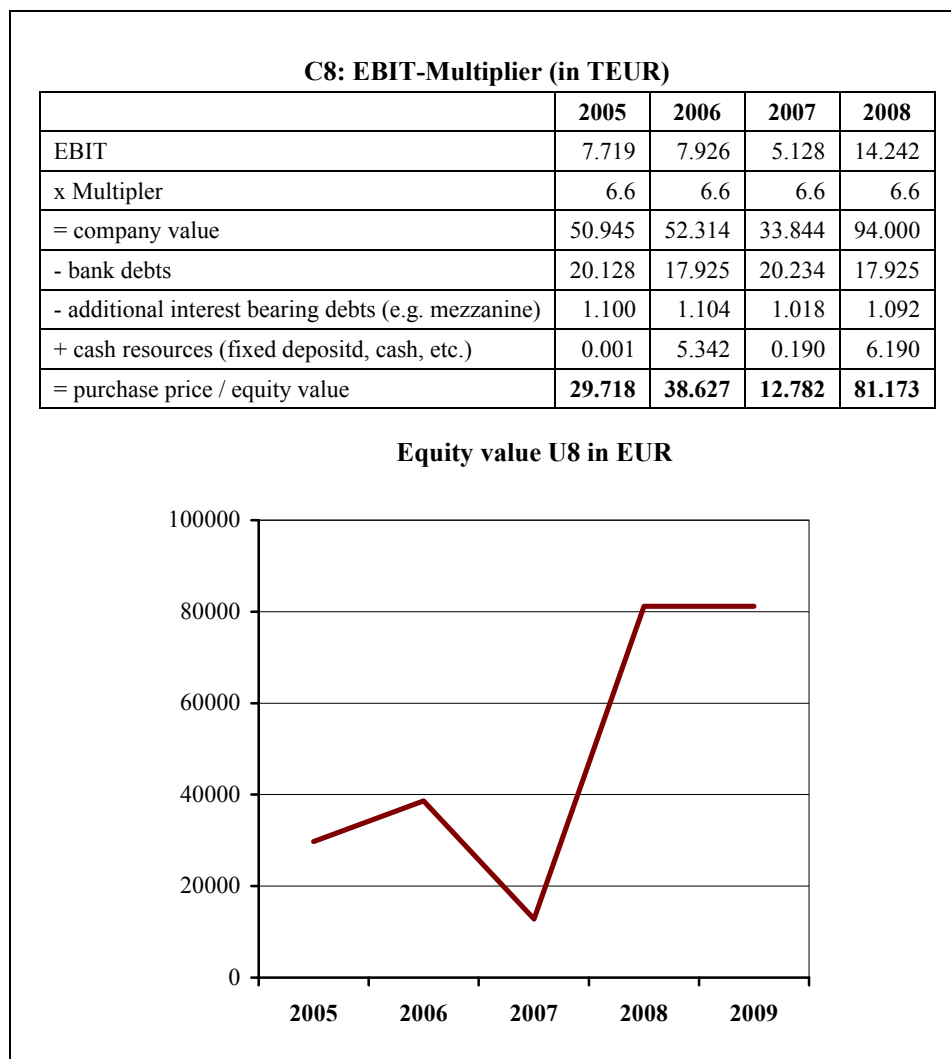 C8: EBIT-Multiplier (in TEUR)
2005 2006 2007 2008
EBIT 7.719 7.926 5.128 14.242
x Multipler 6.6 6.6 6.6 6.6
= company value 50.945 52.314 33.844 94.000
- bank debts 20.128 17.925 20.234 17.925
- additional interest bearing debts (e.g. mezzanine) 1.100 1.104 1.018 1.092
+ cash resources (fixed depositd, cash, etc.) 0.001 5.342 0.190 6.190
= purchase price / equity value 29.718 38.627 12.782 81.173
Equity value U8 in EUR
100000
80000
60000
40000
20000
0
2005 2006 2007 2008 2009